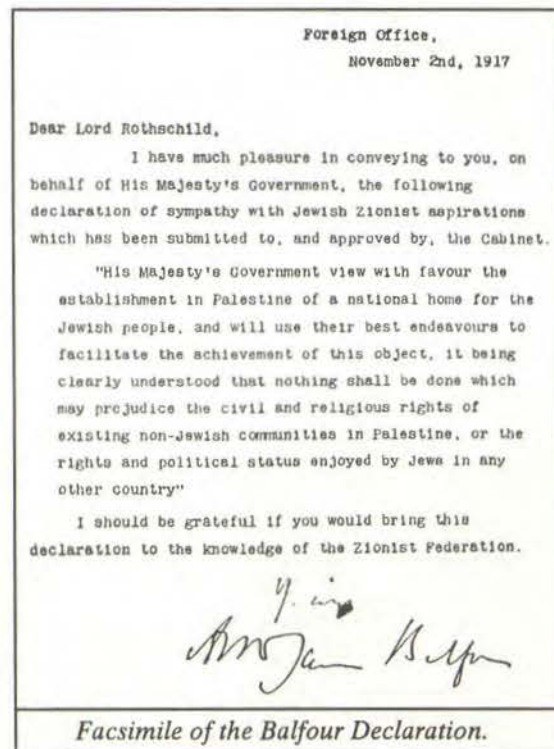 Foreign Office,
November 2nd, 1917
Dear Lord Rothschild,
I have much pleasure in conveying to you, on
behalf of His Majesty's Government, the following
declaration of sympathy with Jewish Zionist aspirations
which has been submitted to, and approved by, the Cabinet.
"His Majesty's Government view with favour the
establishment in Palestine of a national home for the
Jewish people, and will use their best endeavours to
facilitate the achievement of this object, it being
clearly understood that nothing shall be done which
may prejudice the civil and religious rights of
existing non-Jewish communities in Palestine, or the
rights and political status enjoyed by Jews in any
other country"
I should be grateful if you would bring this
declaration to the knowledge of the Zionist Federation.
Balfour
Facsimile of the Balfour Declaration.